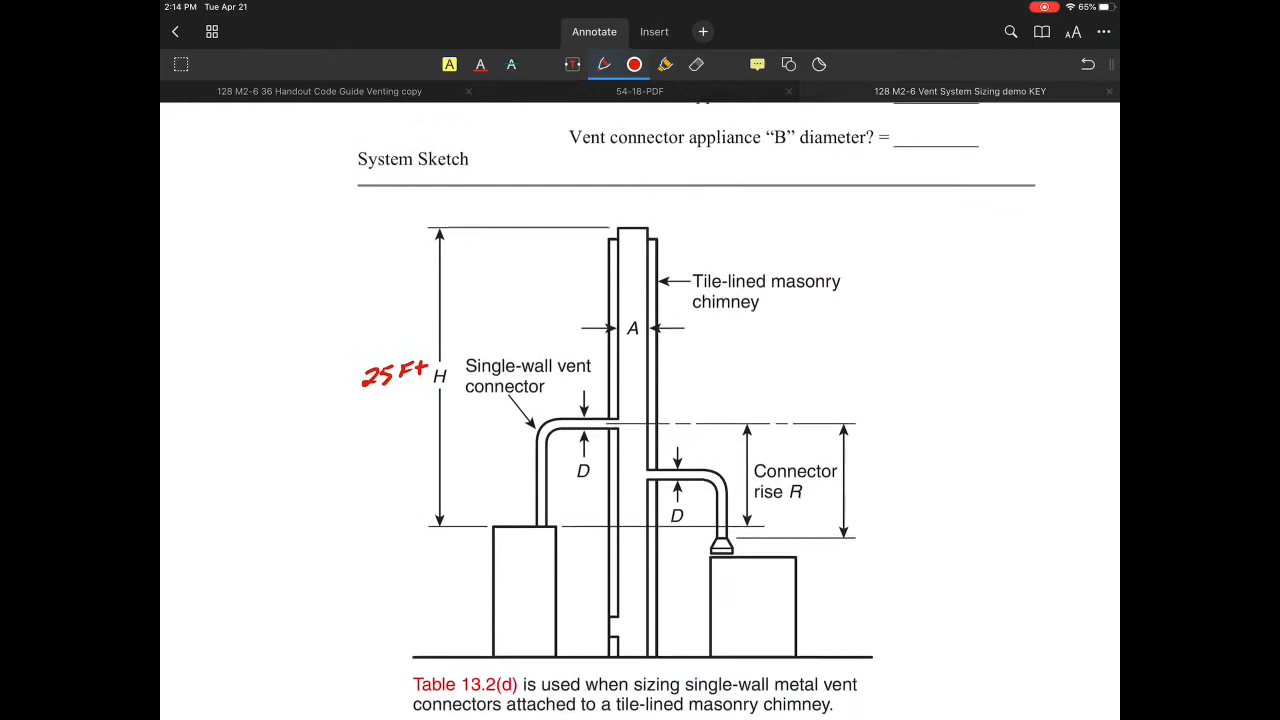 2:14 PM Tue Apr 21
65%
Annotate Insert
128 M2-6 36 Handout Code Guide Venting copy
54-18-PDF
128 M2-6 Vent System Sizing demo KEY
Vent connector appliance “B” diameter? = __________
System Sketch
Tile-lined masonry
chimney
A
25 Ft H
Single-wall vent
connector
D
Connector
rise R
D
Table 13.2(d) is used when sizing single-wall metal vent
connectors attached to a tile-lined masonry chimney.